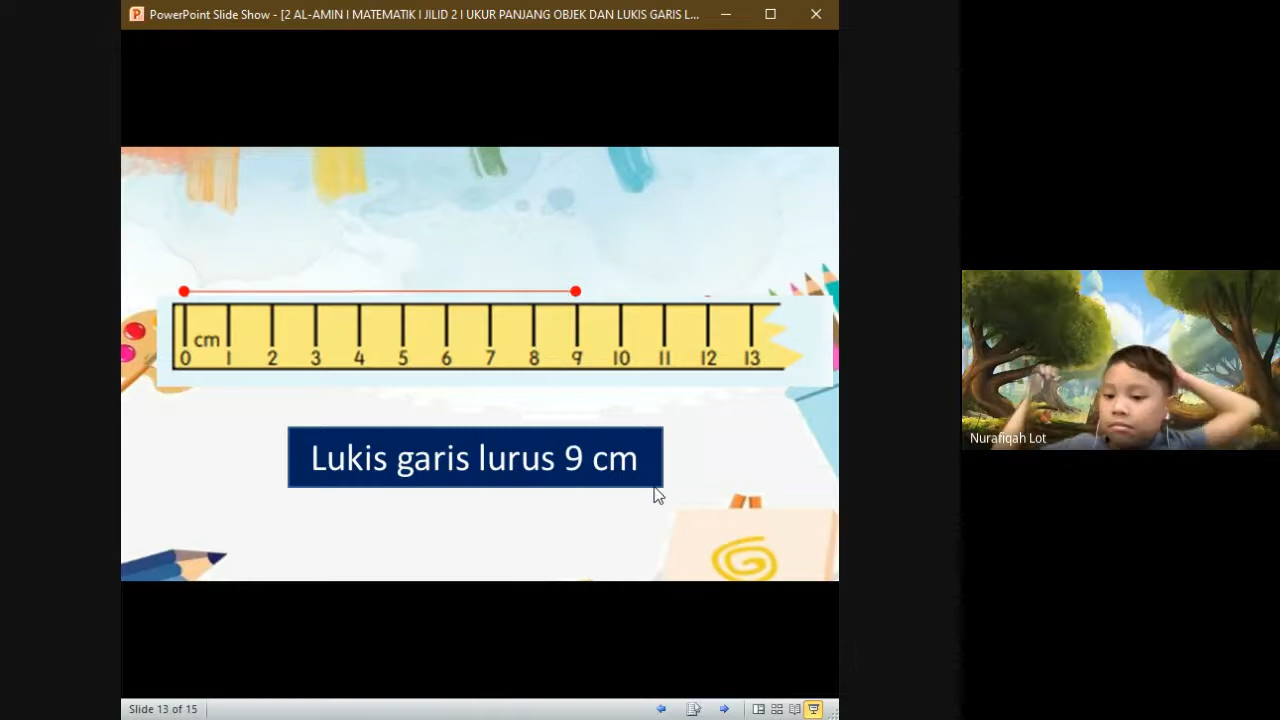 PowerPoint Slide Show - [2 AL-AMIN I MATEMATIK I JILID 2 I UKUR PANJANG OBJEK DAN LUKIS GARIS L...
cm
0 1 2 3 4 5 6 7 8 9 10 11 12 13
Lukis garis lurus 9 cm
Nurafiqah Lot
Slide 13 of 15